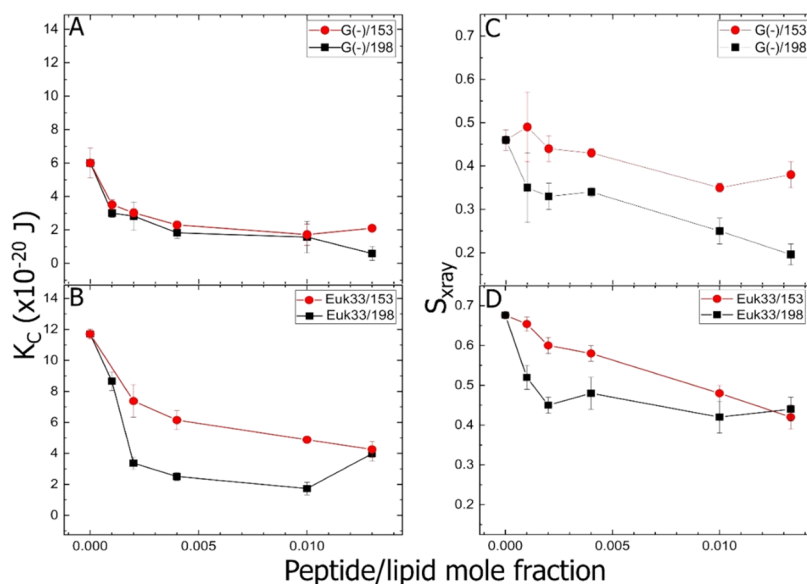 A
G(-)/153
G(-)/198
14
12
10
8
6
4
2
0
B
Euk33/153
Euk33/198
14
12
10
8
6
4
2
0
0.000
0.005
0.010
K_C (x10^-20 J)
C
G(-)/153
G(-)/198
0.7
0.6
0.5
0.4
0.3
0.2
D
Euk33/153
Euk33/198
0.7
0.6
0.5
0.4
0.3
0.2
0.000
0.005
0.010
S_xray
Peptide/lipid mole fraction